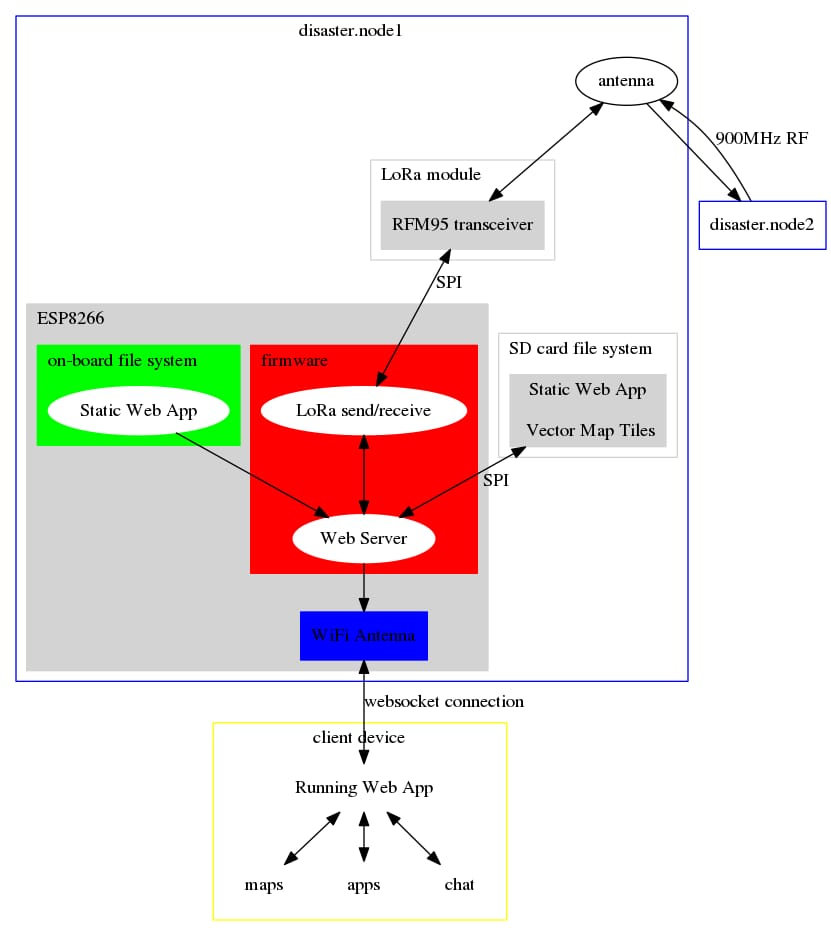 disaster.node1
antenna
900MHz RF
LoRa module
RFM95 transceiver
disaster.node2
SPI
ESP8266
on-board file system
firmware
SD card file system
Static Web App
LoRa send/receive
Static Web App
Vector Map Tiles
SPI
Web Server
WiFi Antenna
websocket connection
client device
Running Web App
maps
apps
chat